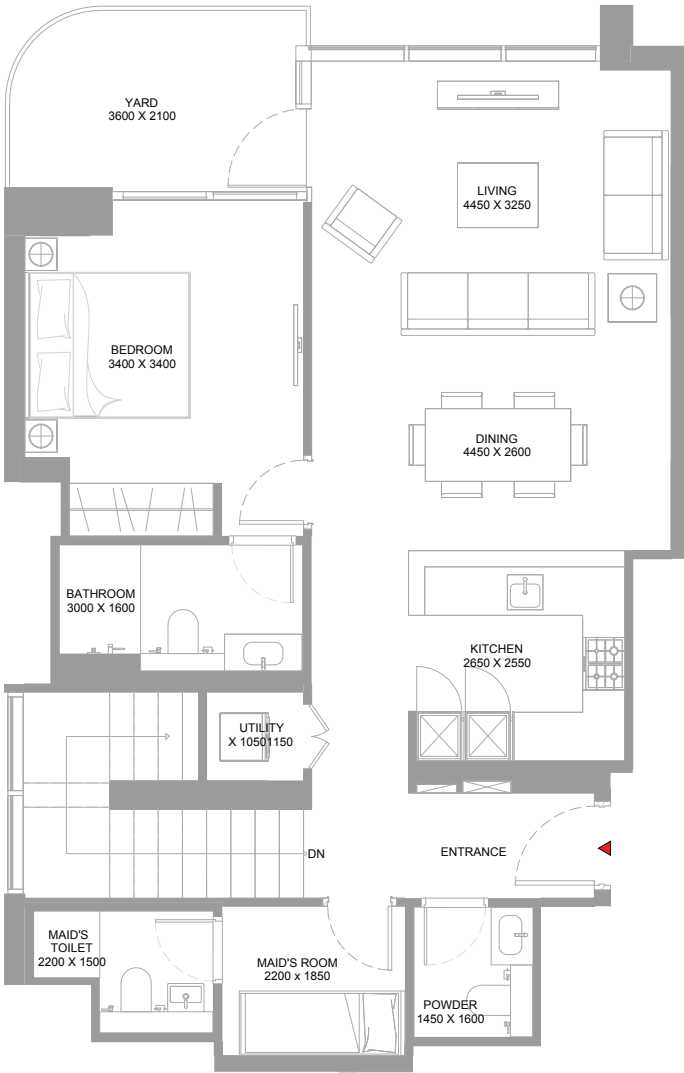 YARD
3600 X 2100
LIVING
4450 X 3250
BEDROOM
3400 X 3400
DINING
4450 X 2600
BATHROOM
3000 X 1600
KITCHEN
2650 X 2550
UTILITY
X 10501150
DN
ENTRANCE
MAID'S
TOILET
2200 X 1500
MAID'S ROOM
2200 x 1850
POWDER
1450 X 1600